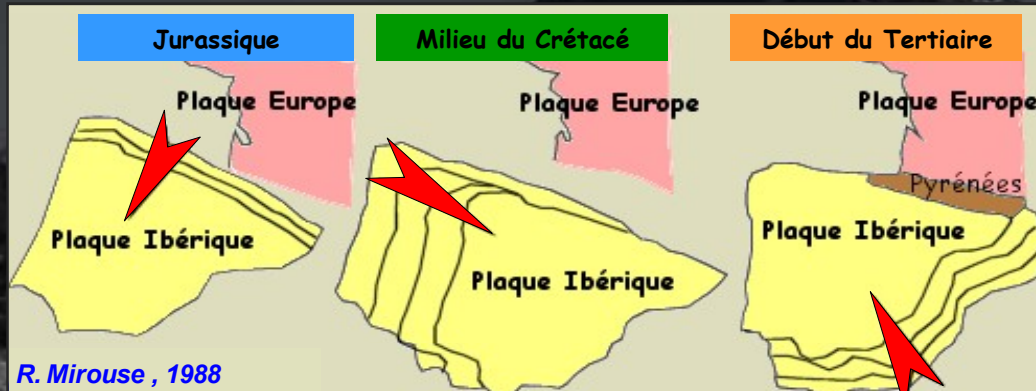 Jurassique
Milieu du Crétacé
Début du Tertiaire
Plaque Europe
Plaque Europe
Plaque Europe
Pyrénées
Plaque Ibérique
Plaque Ibérique
Plaque Ibérique
R. Mirouse , 1988